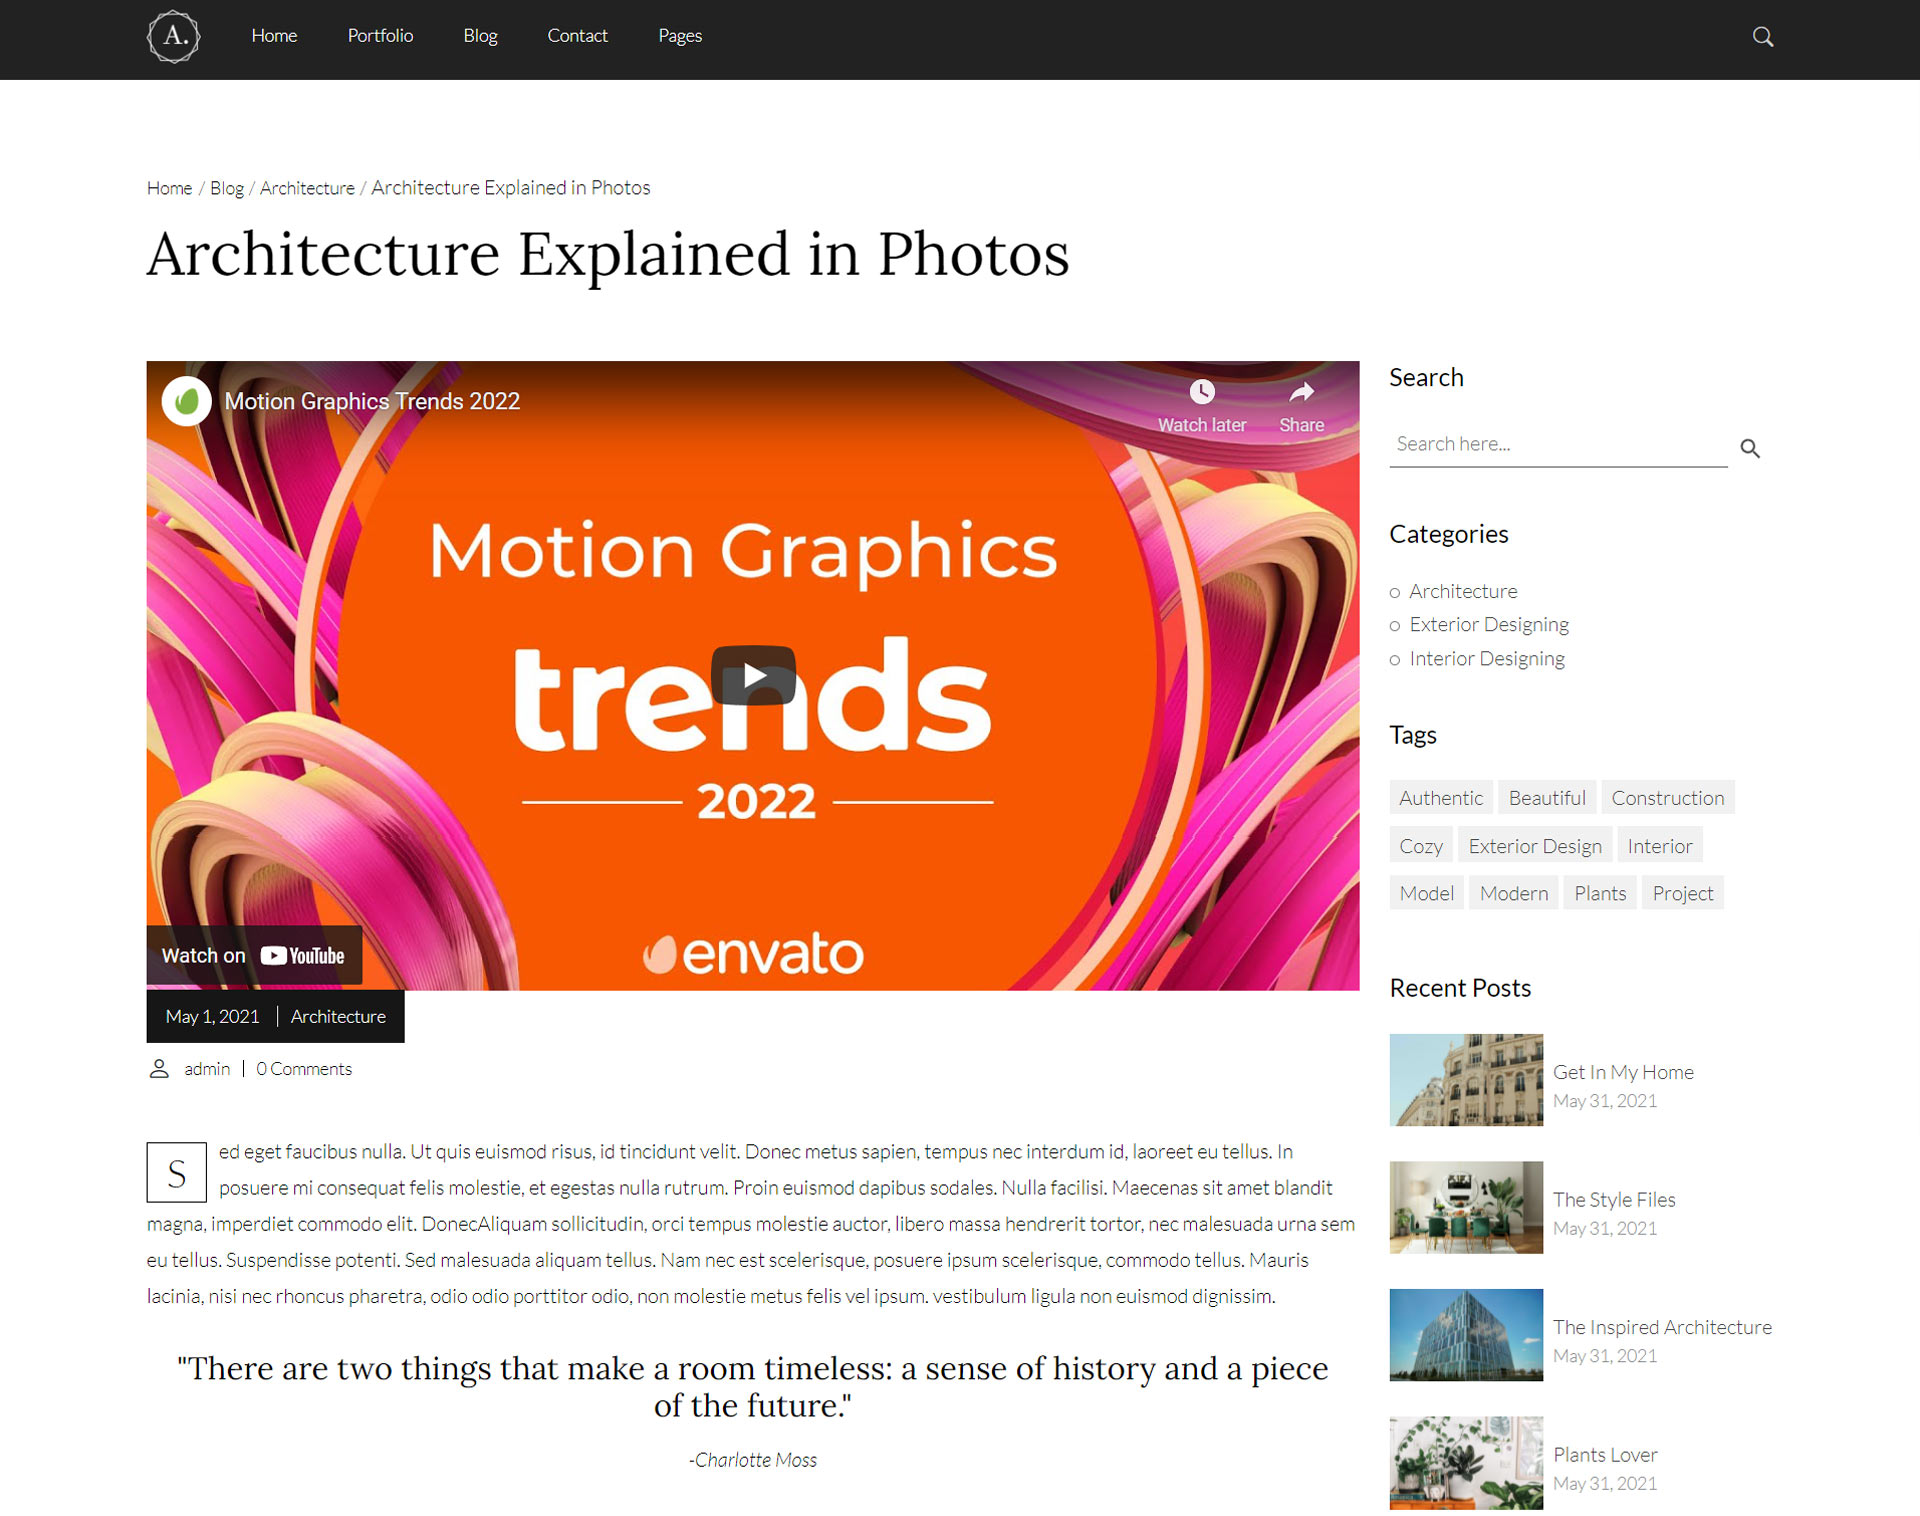 A.
Home Portfolio Blog Contact Pages
Home / Blog / Architecture / Architecture Explained in Photos
Architecture Explained in Photos
Motion Graphics Trends 2022
Watch later Share
Motion Graphics
trends
2022
envato
Watch on YouTube
May 1, 2021 | Architecture
admin | 0 Comments
S
ed eget faucibus nulla. Ut quis euismod risus, id tincidunt velit. Donec metus sapien, tempus nec interdum id, laoreet eu tellus. In
posuere mi consequat felis molestie, et egestas nulla rutrum. Proin euismod dapibus sodales. Nulla facilisi. Maecenas sit amet blandit
magna, imperdiet commodo elit. DonecAliquam sollicitudin, orci tempus molestie auctor, libero massa hendrerit tortor, nec malesuada urna sem
eu tellus. Suspendisse potenti. Sed malesuada aliquam tellus. Nam nec est scelerisque, posuere ipsum scelerisque, commodo tellus. Mauris
lacinia, nisi nec rhoncus pharetra, odio odio porttitor odio, non molestie metus felis vel ipsum. vestibulum ligula non euismod dignissim.
"There are two things that make a room timeless: a sense of history and a piece
of the future."
-Charlotte Moss
Search
Search here...
Categories
Architecture
Exterior Designing
Interior Designing
Tags
Authentic Beautiful Construction
Cozy Exterior Design Interior
Model Modern Plants Project
Recent Posts
Get In My Home
May 31, 2021
The Style Files
May 31, 2021
The Inspired Architecture
May 31, 2021
Plants Lover
May 31, 2021